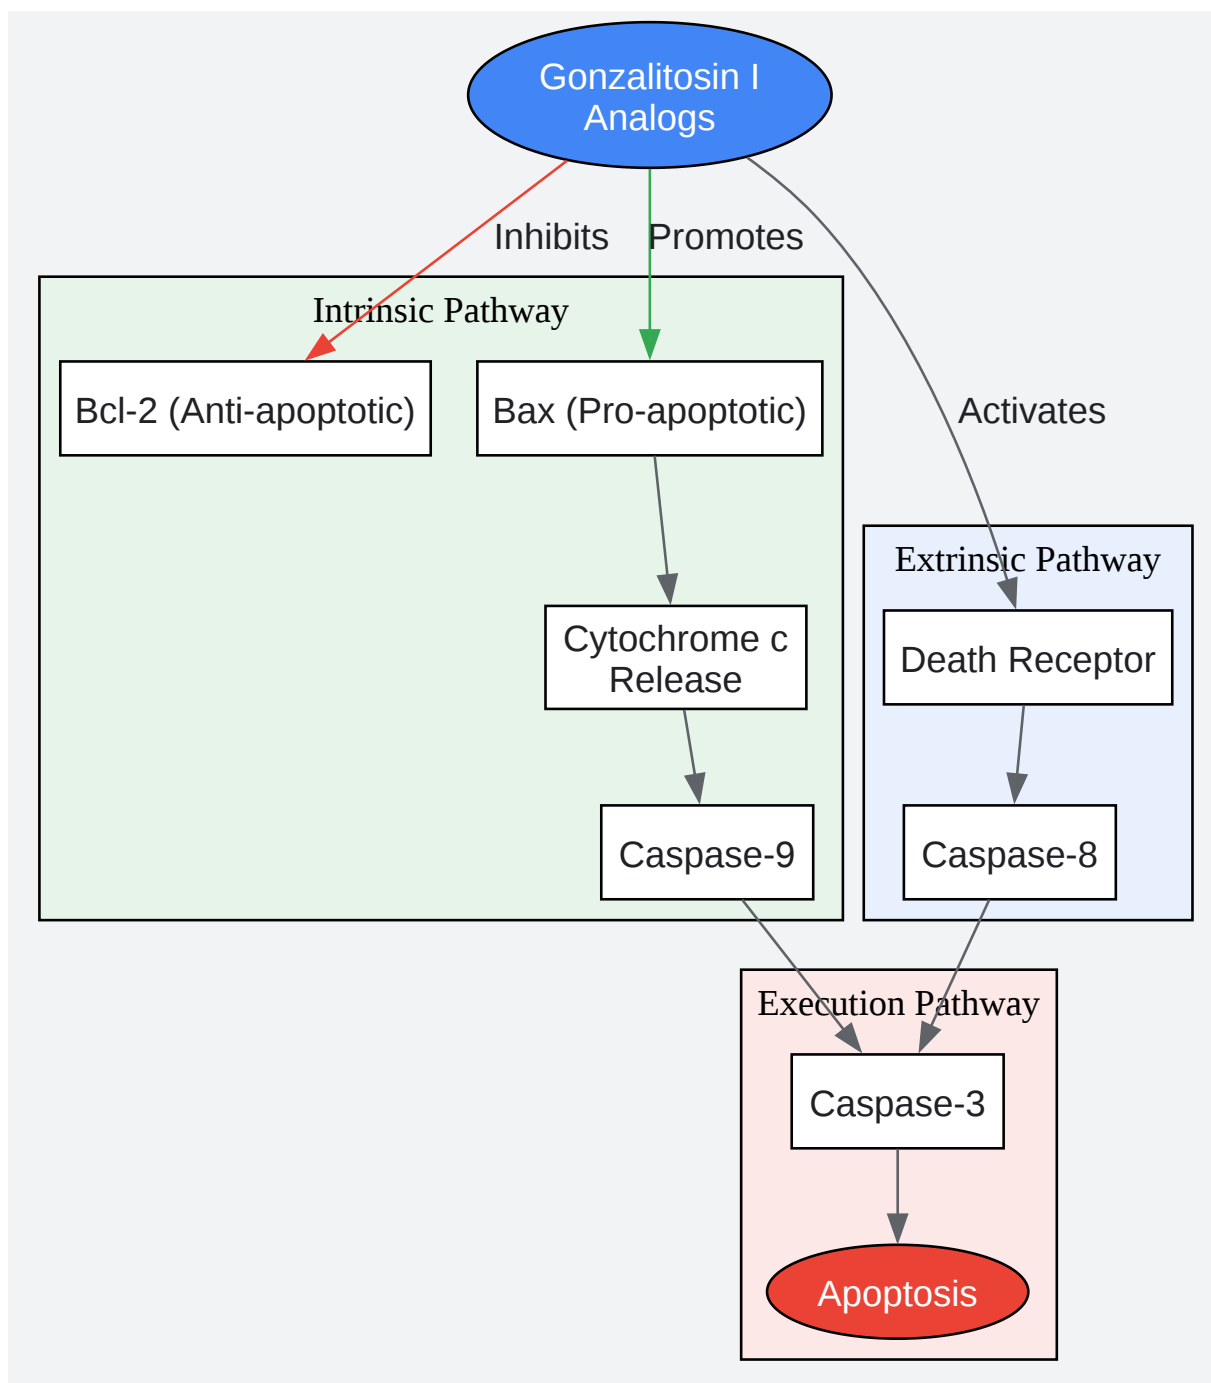 Gonzalitosin I
Analogs
Inhibits
Promotes
Intrinsic Pathway
Bcl-2 (Anti-apoptotic)
Bax (Pro-apoptotic)
Activates
Extrinsic Pathway
Cytochrome c
Release
Death Receptor
Caspase-9
Caspase-8
Execution Pathway
Caspase-3
Apoptosis